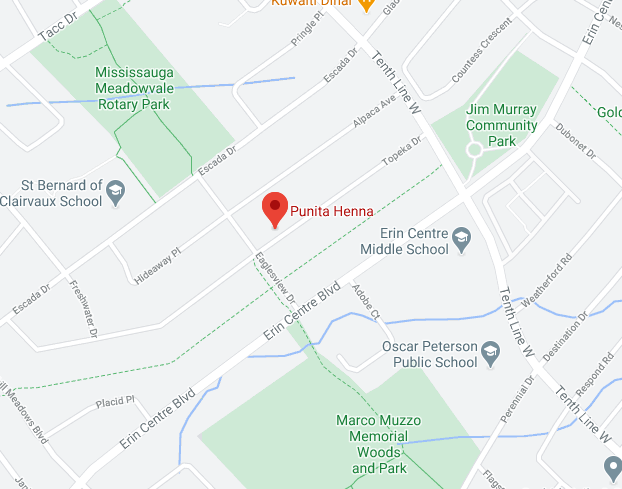 Kuwaiti Dinar
Tacc Dr
Pringle Pl
Escada Dr
Tenth Line W
Countess Crescent
Erin Cent
Mississauga
Meadowvale
Rotary Park
Alpaca Ave
Jim Murray
Community
Park
Gold
Topeka Dr
Dubonet Dr
Escada Dr
St Bernard of
Clairvaux School
Punita Henna
Erin Centre
Middle School
Hideaway Pl
Eaglesview Dr
Weatherford Rd
Escada Dr
Freshwater Dr
Erin Centre Blvd
Adobe Ct
Tenth Line W
Destination Dr
Oscar Peterson
Public School
Respond Rd
ll Meadows Blvd
Placid Pl
Erin Centre Blvd
Perennial Dr
Tenth Line W
Marco Muzzo
Memorial
Woods
and Park
Flags